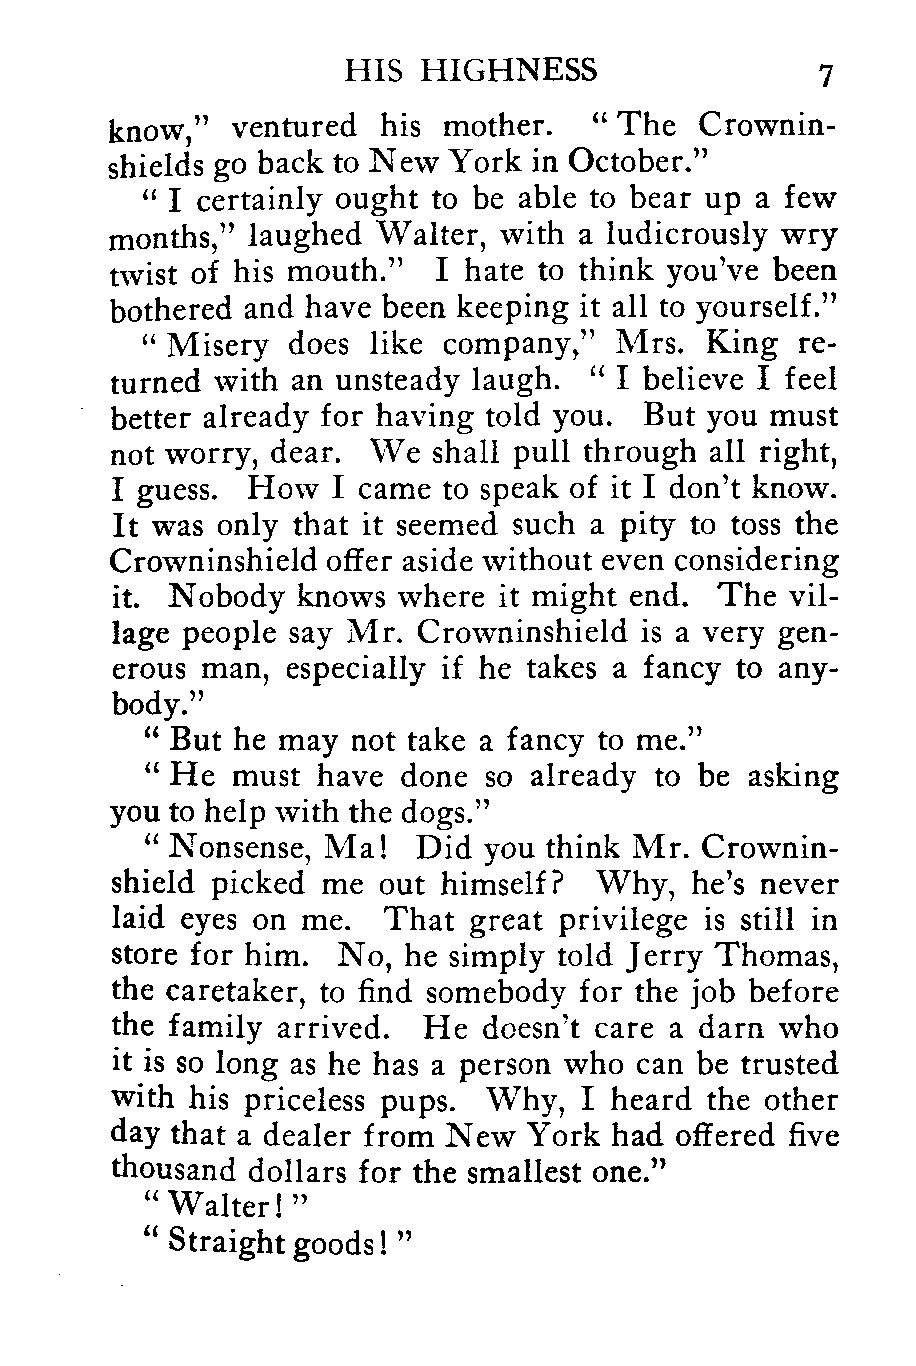 HIS HIGHNESS 7
know," ventured his mother. "The Crownin-
shields go back to New York in October."
"I certainly ought to be able to bear up a few
months," laughed Walter, with a ludicrously wry
twist of his mouth." I hate to think you've been
bothered and have been keeping it all to yourself."
"Misery does like company," Mrs. King re-
turned with an unsteady laugh. "I believe I feel
better already for having told you. But you must
not worry, dear. We shall pull through all right,
I guess. How I came to speak of it I don't know.
It was only that it seemed such a pity to toss the
Crowninshield offer aside without even considering
it. Nobody knows where it might end. The vil-
lage people say Mr. Crowninshield is a very gen-
erous man, especially if he takes a fancy to any-
body."
"But he may not take a fancy to me."
"He must have done so already to be asking
you to help with the dogs."
"Nonsense, Ma! Did you think Mr. Crownin-
shield picked me out himself? Why, he's never
laid eyes on me. That great privilege is still in
store for him. No, he simply told Jerry Thomas,
the caretaker, to find somebody for the job before
the family arrived. He doesn't care a darn who
it is so long as he has a person who can be trusted
with his priceless pups. Why, I heard the other
day that a dealer from New York had offered five
thousand dollars for the smallest one."
"Walter!"
"Straight goods!"